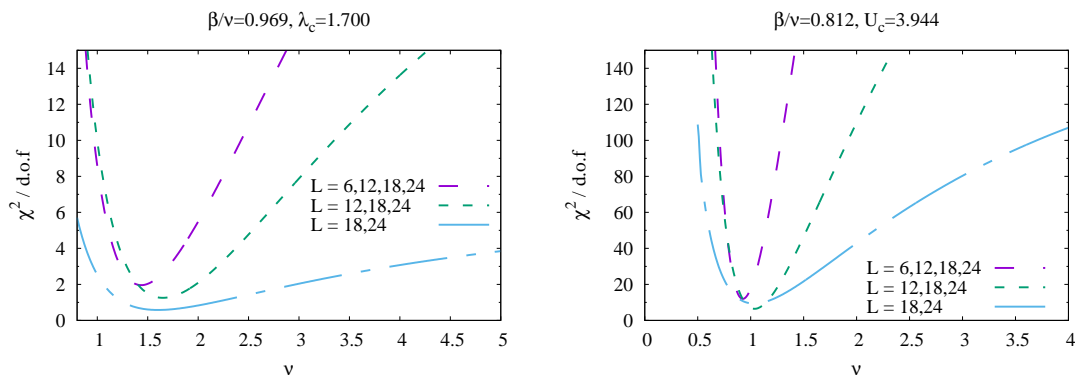 β/ν=0.969, λc=1.700
χ2 / d.o.f
14
12
10
8
6
4
2
0
L = 6,12,18,24
L = 12,18,24
L = 18,24
1 1.5 2 2.5 3 3.5 4 4.5 5
ν
β/ν=0.812, Uc=3.944
χ2 / d.o.f
140
120
100
80
60
40
20
0
L = 6,12,18,24
L = 12,18,24
L = 18,24
0 0.5 1 1.5 2 2.5 3 3.5 4
ν